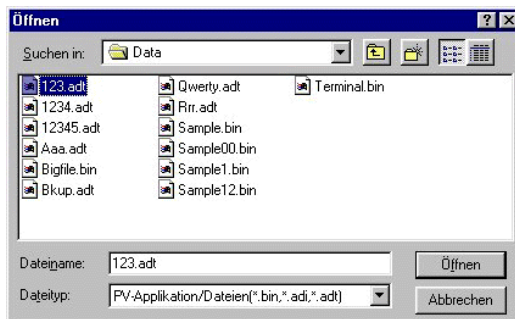 Öffnen
Suchen in: Data
123.adt
1234.adt
12345.adt
Aaa.adt
Bigfile.bin
Bkup.adt
Qwerty.adt
Rrr.adt
Sample.bin
Sample00.bin
Sample1.bin
Sample12.bin
Terminal.bin
Dateiname: 123.adt
Öffnen
Dateityp: PV-Applikation/Dateien(*.bin,*.adi,*.adt)
Abbrechen